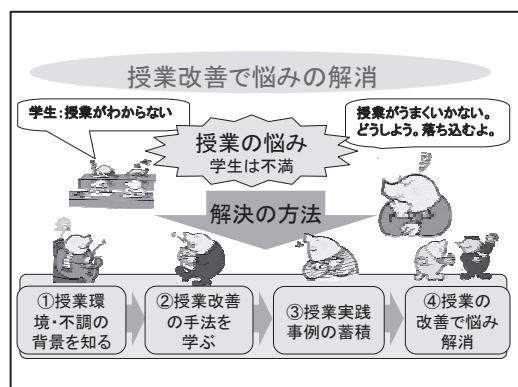 授業改善で悩みの解消
学生：授業がわからない
授業がうまくいかない。
どうしよう。落ち込むよ。
授業の悩み
学生は不満
解決の方法
①授業環
境・不調の
背景を知る
②授業改善
の手法を
学ぶ
③授業実践
事例の蓄積
④授業の
改善で悩み
解消